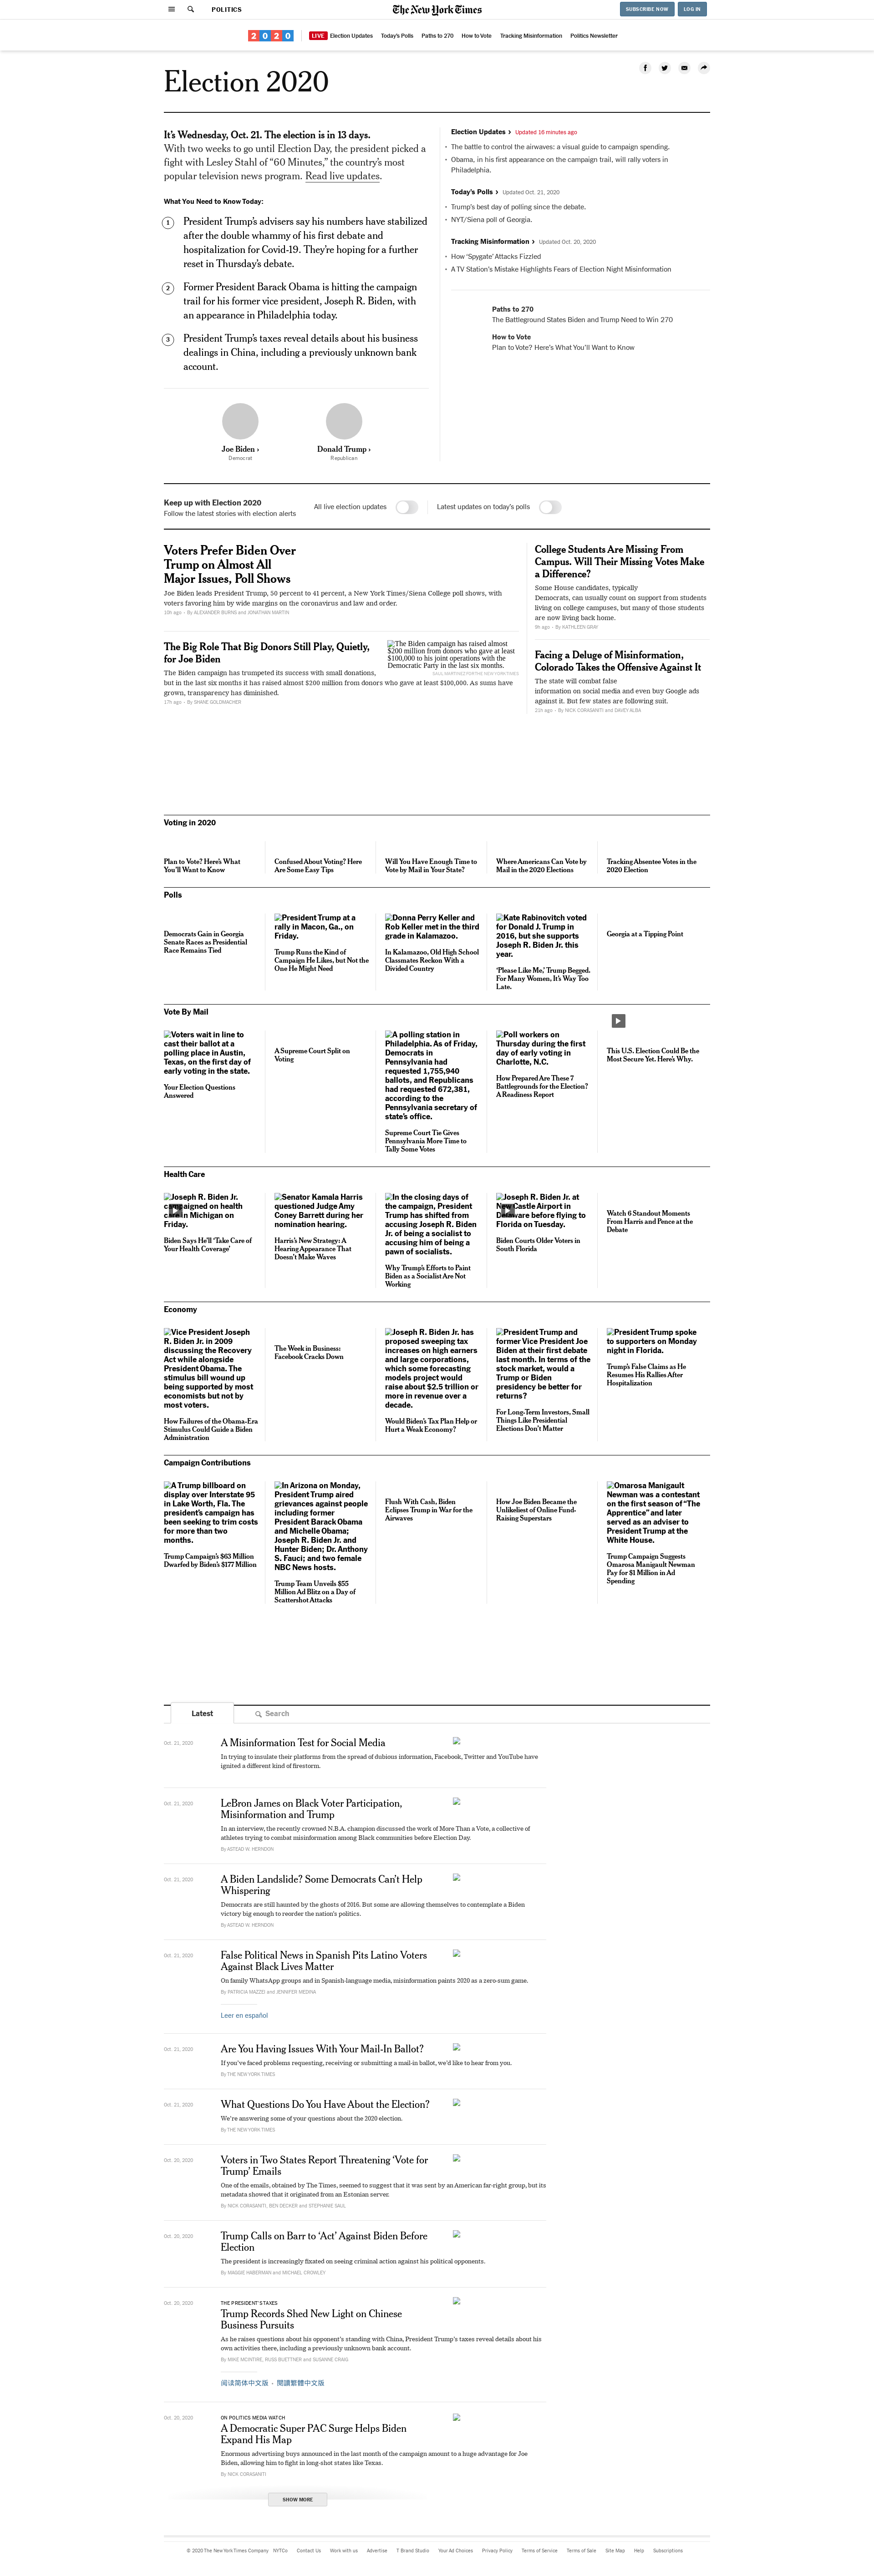 POLITICS
The New York Times
SUBSCRIBE NOW
LOG IN
2020
LIVE Election Updates
Today's Polls
Paths to 270
How to Vote
Tracking Misinformation
Politics Newsletter
Election 2020
It's Wednesday, Oct. 21. The election is in 13 days.
With two weeks to go until Election Day, the president picked a
fight with Lesley Stahl of "60 Minutes," the country's most
popular television news program. Read live updates.
What You Need to Know Today:
1
President Trump's advisers say his numbers have stabilized
after the double whammy of his first debate and
hospitalization for Covid-19. They're hoping for a further
reset in Thursday's debate.
2
Former President Barack Obama is hitting the campaign
trail for his former vice president, Joseph R. Biden, with
an appearance in Philadelphia today.
3
President Trump's taxes reveal details about his business
dealings in China, including a previously unknown bank
account.
Joe Biden ›
Democrat
Donald Trump ›
Republican
Election Updates › Updated 16 minutes ago
• The battle to control the airwaves: a visual guide to campaign spending.
• Obama, in his first appearance on the campaign trail, will rally voters in
Philadelphia.
Today's Polls › Updated Oct. 21, 2020
• Trump's best day of polling since the debate.
• NYT/Siena poll of Georgia.
Tracking Misinformation › Updated Oct. 20, 2020
• How 'Spygate' Attacks Fizzled
• A TV Station's Mistake Highlights Fears of Election Night Misinformation
Paths to 270
The Battleground States Biden and Trump Need to Win 270
How to Vote
Plan to Vote? Here's What You'll Want to Know
Keep up with Election 2020
Follow the latest stories with election alerts
All live election updates
Latest updates on today's polls
Voters Prefer Biden Over
Trump on Almost All
Major Issues, Poll Shows
Joe Biden leads President Trump, 50 percent to 41 percent, a New York Times/Siena College poll shows, with
voters favoring him by wide margins on the coronavirus and law and order.
10h ago - By ALEXANDER BURNS and JONATHAN MARTIN
The Big Role That Big Donors Still Play, Quietly,
for Joe Biden
The Biden campaign has raised almost
$200 million from donors who gave at least
$100,000 to his joint operations with the
Democratic Party in the last six months.
SAUL MARTINEZ FOR THE NEW YORK TIMES
The Biden campaign has trumpeted its success with small donations,
but in the last six months it has raised almost $200 million from donors who gave at least $100,000. As sums have
grown, transparency has diminished.
17h ago - By SHANE GOLDMACHER
College Students Are Missing From
Campus. Will Their Missing Votes Make
a Difference?
Some House candidates, typically
Democrats, can usually count on support from students
living on college campuses, but many of those students
are now living back home.
9h ago - By KATHLEEN GRAY
Facing a Deluge of Misinformation,
Colorado Takes the Offensive Against It
The state will combat false
information on social media and even buy Google ads
against it. But few states are following suit.
21h ago - By NICK CORASANITI and DAVEY ALBA
Voting in 2020
Plan to Vote? Here's What
You'll Want to Know
Confused About Voting? Here
Are Some Easy Tips
Will You Have Enough Time to
Vote by Mail in Your State?
Where Americans Can Vote by
Mail in the 2020 Elections
Tracking Absentee Votes in the
2020 Election
Polls
Democrats Gain in Georgia
Senate Races as Presidential
Race Remains Tied
President Trump at a
rally in Macon, Ga., on
Friday.
Trump Runs the Kind of
Campaign He Likes, but Not the
One He Might Need
Donna Perry Keller and
Rob Keller met in the third
grade in Kalamazoo.
In Kalamazoo, Old High School
Classmates Reckon With a
Divided Country
Kate Rabinovitch voted
for Donald J. Trump in
2016, but she supports
Joseph R. Biden Jr. this
year.
'Please Like Me,' Trump Begged.
For Many Women, It's Way Too
Late.
Georgia at a Tipping Point
Vote By Mail
Voters wait in line to
cast their ballot at a
polling place in Austin,
Texas, on the first day of
early voting in the state.
Your Election Questions
Answered
A Supreme Court Split on
Voting
A polling station in
Philadelphia. As of Friday,
Democrats in
Pennsylvania had
requested 1,755,940
ballots, and Republicans
had requested 672,381,
according to the
Pennsylvania secretary of
state's office.
Supreme Court Tie Gives
Pennsylvania More Time to
Tally Some Votes
Poll workers on
Thursday during the first
day of early voting in
Charlotte, N.C.
How Prepared Are These 7
Battlegrounds for the Election?
A Readiness Report
This U.S. Election Could Be the
Most Secure Yet. Here's Why.
Health Care
Joseph R. Biden Jr.
campaigned on health
care in Michigan on
Friday.
Biden Says He'll 'Take Care of
Your Health Coverage'
Senator Kamala Harris
questioned Judge Amy
Coney Barrett during her
nomination hearing.
Harris's New Strategy: A
Hearing Appearance That
Doesn't Make Waves
In the closing days of
the campaign, President
Trump has shifted from
accusing Joseph R. Biden
Jr. of being a socialist to
accusing him of being a
pawn of socialists.
Why Trump's Efforts to Paint
Biden as a Socialist Are Not
Working
Joseph R. Biden Jr. at
New Castle Airport in
Delaware before flying to
Florida on Tuesday.
Biden Courts Older Voters in
South Florida
Watch 6 Standout Moments
From Harris and Pence at the
Debate
Economy
Vice President Joseph
R. Biden Jr. in 2009
discussing the Recovery
Act while alongside
President Obama. The
stimulus bill wound up
being supported by most
economists but not by
most voters.
How Failures of the Obama-Era
Stimulus Could Guide a Biden
Administration
The Week in Business:
Facebook Cracks Down
Joseph R. Biden Jr. has
proposed sweeping tax
increases on high earners
and large corporations,
which some forecasting
models project would
raise about $2.5 trillion or
more in revenue over a
decade.
Would Biden's Tax Plan Help or
Hurt a Weak Economy?
President Trump and
former Vice President Joe
Biden at their first debate
last month. In terms of the
stock market, would a
Trump or Biden
presidency be better for
returns?
For Long-Term Investors, Small
Things Like Presidential
Elections Don't Matter
President Trump spoke
to supporters on Monday
night in Florida.
Trump's False Claims as He
Resumes His Rallies After
Hospitalization
Campaign Contributions
A Trump billboard on
display over Interstate 95
in Lake Worth, Fla. The
president's campaign has
been seeking to trim costs
for more than two
months.
Trump Campaign's $63 Million
Dwarfed by Biden's $177 Million
In Arizona on Monday,
President Trump aired
grievances against people
including former
President Barack Obama
and Michelle Obama;
Joseph R. Biden Jr. and
Hunter Biden; Dr. Anthony
S. Fauci; and two female
NBC News hosts.
Trump Team Unveils $55
Million Ad Blitz on a Day of
Scattershot Attacks
Flush With Cash, Biden
Eclipses Trump in War for the
Airwaves
How Joe Biden Became the
Unlikeliest of Online Fund-
Raising Superstars
Omarosa Manigault
Newman was a contestant
on the first season of "The
Apprentice" and later
served as an adviser to
President Trump at the
White House.
Trump Campaign Suggests
Omarosa Manigault Newman
Pay for $1 Million in Ad
Spending
Latest
Search
Oct. 21, 2020
A Misinformation Test for Social Media
In trying to insulate their platforms from the spread of dubious information, Facebook, Twitter and YouTube have
ignited a different kind of firestorm.
Oct. 21, 2020
LeBron James on Black Voter Participation,
Misinformation and Trump
In an interview, the recently crowned N.B.A. champion discussed the work of More Than a Vote, a collective of
athletes trying to combat misinformation among Black communities before Election Day.
By ASTEAD W. HERNDON
Oct. 21, 2020
A Biden Landslide? Some Democrats Can't Help
Whispering
Democrats are still haunted by the ghosts of 2016. But some are allowing themselves to contemplate a Biden
victory big enough to reorder the nation's politics.
By ASTEAD W. HERNDON
Oct. 21, 2020
False Political News in Spanish Pits Latino Voters
Against Black Lives Matter
On family WhatsApp groups and in Spanish-language media, misinformation paints 2020 as a zero-sum game.
By PATRICIA MAZZEI and JENNIFER MEDINA
Leer en español
Oct. 21, 2020
Are You Having Issues With Your Mail-In Ballot?
If you've faced problems requesting, receiving or submitting a mail-in ballot, we'd like to hear from you.
By THE NEW YORK TIMES
Oct. 21, 2020
What Questions Do You Have About the Election?
We're answering some of your questions about the 2020 election.
By THE NEW YORK TIMES
Oct. 20, 2020
Voters in Two States Report Threatening 'Vote for
Trump' Emails
One of the emails, obtained by The Times, seemed to suggest that it was sent by an American far-right group, but its
metadata showed that it originated from an Estonian server.
By NICK CORASANITI, BEN DECKER and STEPHANIE SAUL
Oct. 20, 2020
Trump Calls on Barr to 'Act' Against Biden Before
Election
The president is increasingly fixated on seeing criminal action against his political opponents.
By MAGGIE HABERMAN and MICHAEL CROWLEY
Oct. 20, 2020
THE PRESIDENT'S TAXES
Trump Records Shed New Light on Chinese
Business Pursuits
As he raises questions about his opponent's standing with China, President Trump's taxes reveal details about his
own activities there, including a previously unknown bank account.
By MIKE MCINTIRE, RUSS BUETTNER and SUSANNE CRAIG
阅读简体中文版 · 閱讀繁體中文版
Oct. 20, 2020
ON POLITICS MEDIA WATCH
A Democratic Super PAC Surge Helps Biden
Expand His Map
Enormous advertising buys announced in the last month of the campaign amount to a huge advantage for Joe
Biden, allowing him to fight in long-shot states like Texas.
By NICK CORASANITI
SHOW MORE
© 2020 The New York Times Company
NYTCo
Contact Us
Work with us
Advertise
T Brand Studio
Your Ad Choices
Privacy Policy
Terms of Service
Terms of Sale
Site Map
Help
Subscriptions